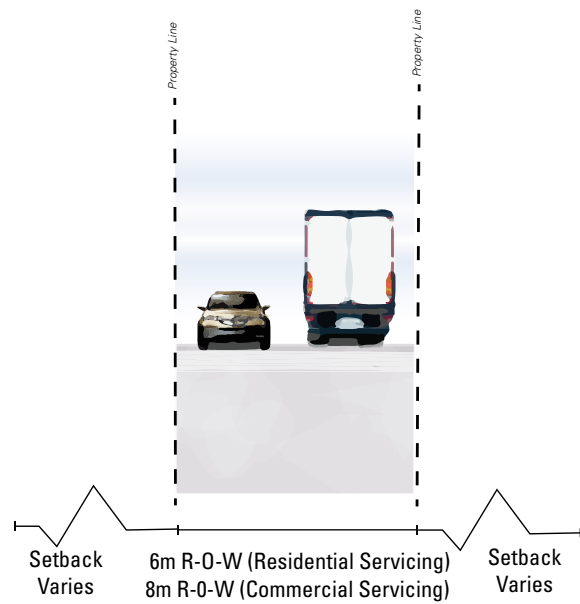 Property Line
Property Line
Setback
Varies
6m R-O-W (Residential Servicing)
8m R-0-W (Commercial Servicing)
Setback
Varies